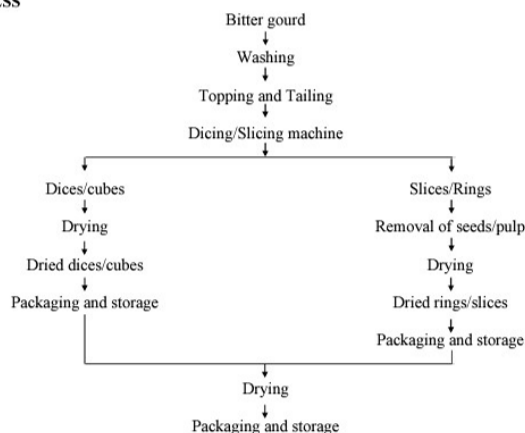 Bitter gourd
Washing
Topping and Tailing
Dicing/Slicing machine
Dices/cubes
Drying
Dried dices/cubes
Packaging and storage
Slices/Rings
Removal of seeds/pulp
Drying
Dried rings/slices
Packaging and storage
Drying
Packaging and storage